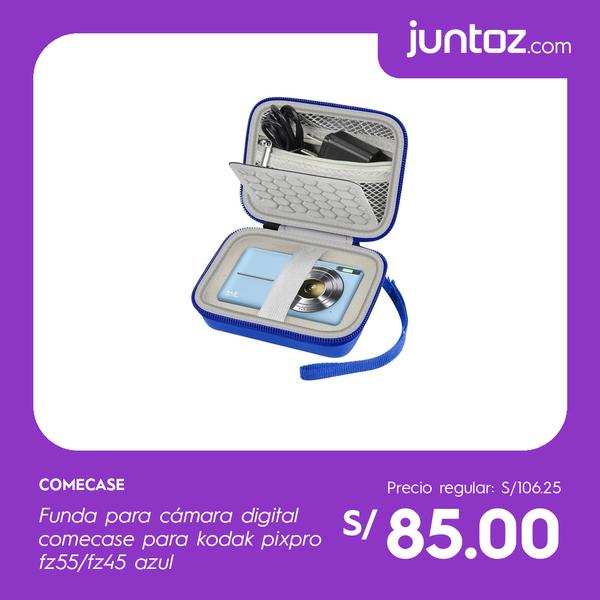 juntoz.com
COMECASE
Funda para cámara digital
comecase para kodak pixpro
fz55/fz45 azul
Precio regular: S/106.25
S/ 85.00